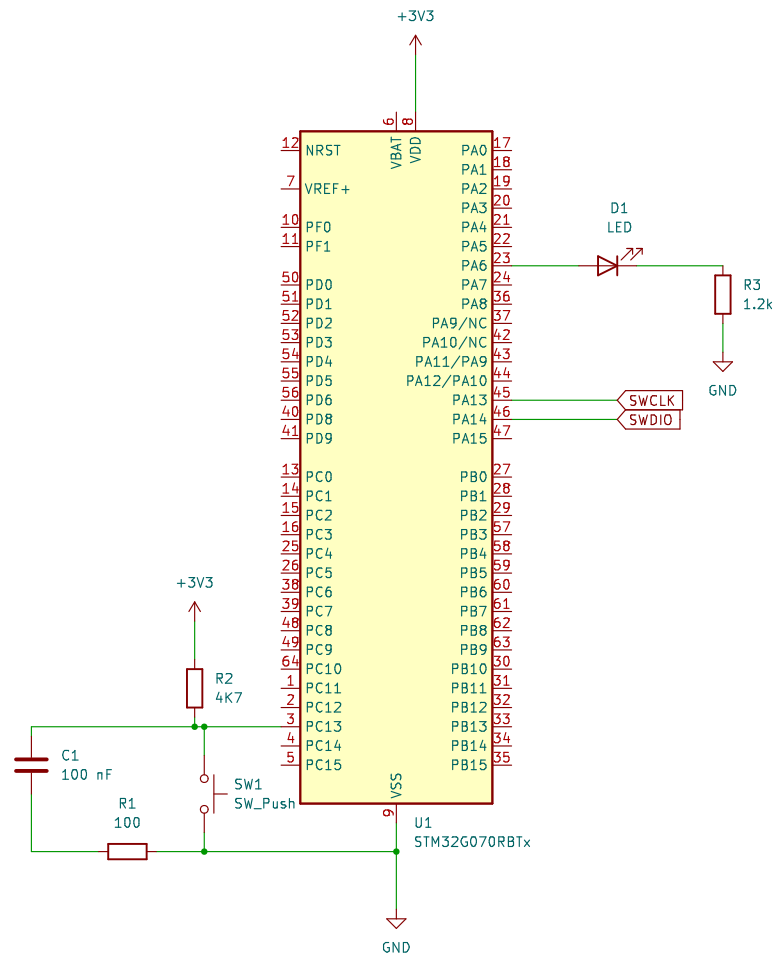 +3V3
6
8
VBAT
VDD
12 NRST
7 VREF+
10 PF0
11 PF1
50 PD0
51 PD1
52 PD2
53 PD3
54 PD4
55 PD5
56 PD6
40 PD8
41 PD9
13 PC0
14 PC1
15 PC2
16 PC3
25 PC4
26 PC5
38 PC6
39 PC7
48 PC8
49 PC9
64 PC10
1 PC11
2 PC12
3 PC13
4 PC14
5 PC15
PA0 17
PA1 18
PA2 19
PA3 20
PA4 21
PA5 22
PA6 23
PA7 24
PA8 36
PA9/NC 37
PA10/NC 42
PA11/PA9 43
PA12/PA10 44
PA13 45
PA14 46
PA15 47
PB0 27
PB1 28
PB2 29
PB3 57
PB4 58
PB5 59
PB6 60
PB7 61
PB8 62
PB9 63
PB10 30
PB11 31
PB12 32
PB13 33
PB14 34
PB15 35
VSS
9
U1
STM32G070RBTx
GND
D1
LED
R3
1.2k
GND
SWCLK
SWDIO
+3V3
R2
4K7
C1
100 nF
R1
100
SW1
SW_Push